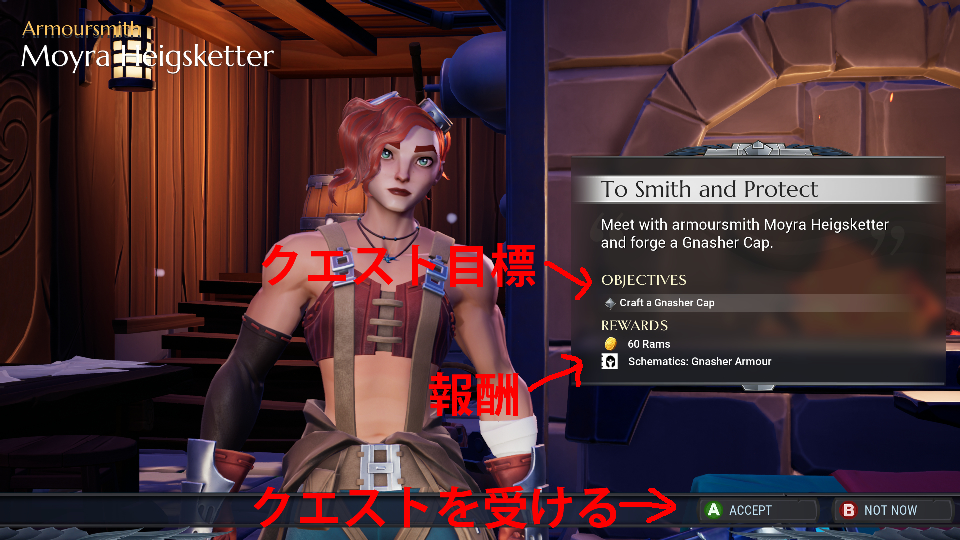 Armoursmith
Moyra Heigsketter
To Smith and Protect
Meet with armoursmith Moyra Heigsketter
and forge a Gnasher Cap.
クエスト目標
OBJECTIVES
Craft a Gnasher Cap
REWARDS
60 Rams
Schematics: Gnasher Armour
報酬
クエストを受ける
A ACCEPT
B NOT NOW